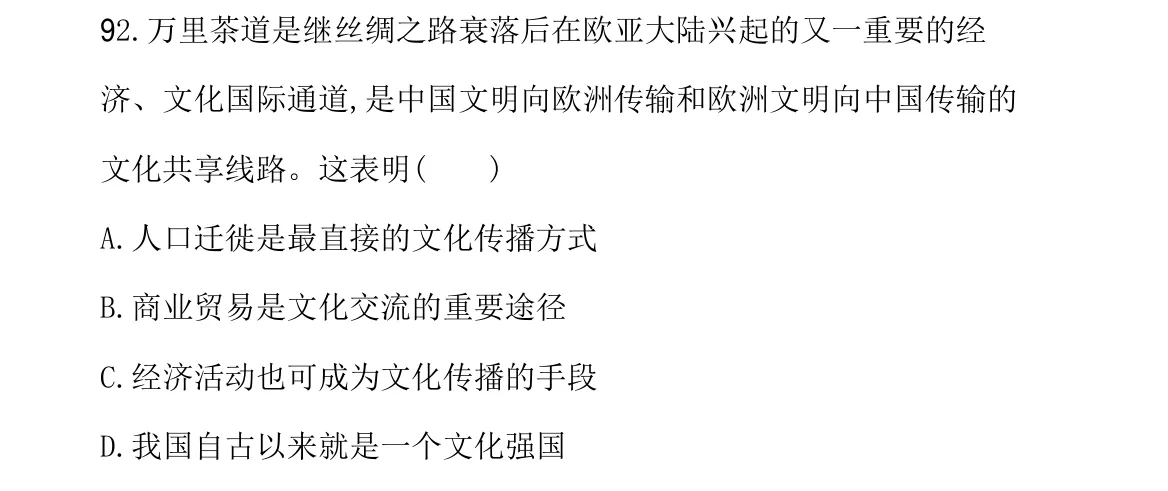 92.万里茶道是继丝绸之路衰落后在欧亚大陆兴起的又一重要的经
济、文化国际通道,是中国文明向欧洲传输和欧洲文明向中国传输的
文化共享线路。这表明(　　)
A.人口迁徙是最直接的文化传播方式
B.商业贸易是文化交流的重要途径
C.经济活动也可成为文化传播的手段
D.我国自古以来就是一个文化强国